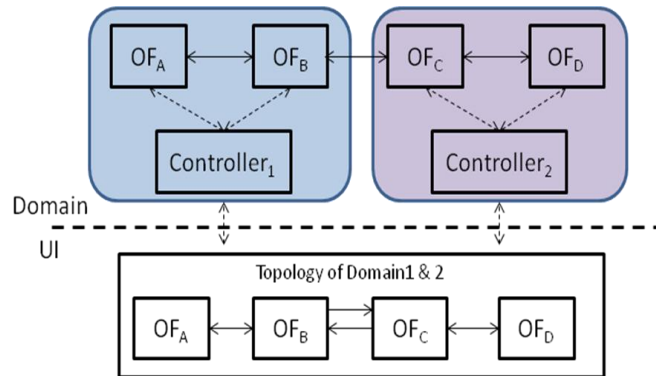 OFA OFB OFC OFD
Controller1 Controller2
Domain
UI
Topology of Domain1 & 2
OFA OFB OFC OFD